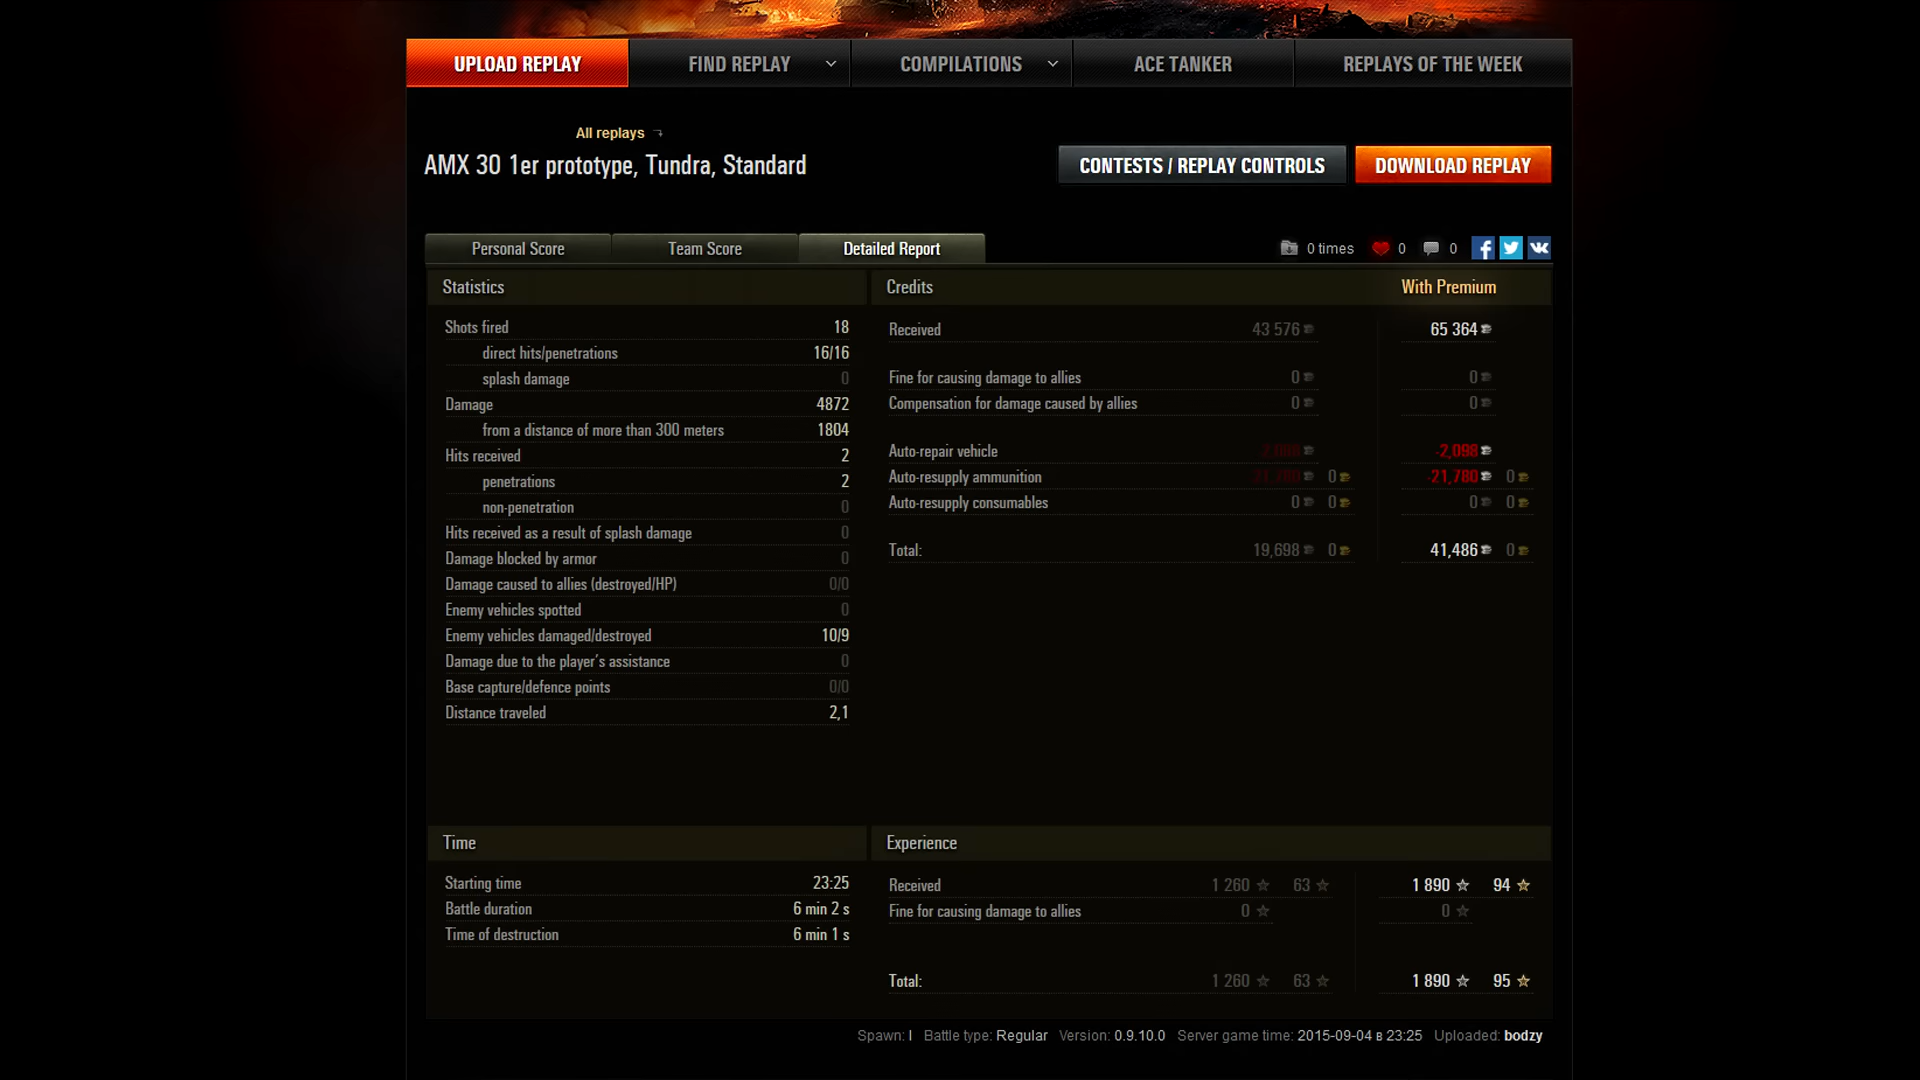 UPLOAD REPLAY FIND REPLAY COMPILATIONS ACE TANKER REPLAYS OF THE WEEK
All replays
AMX 30 1er prototype, Tundra, Standard
CONTESTS / REPLAY CONTROLS DOWNLOAD REPLAY
Personal Score Team Score Detailed Report 0 times 0 0
Statistics
Shots fired 18
direct hits/penetrations 16/16
splash damage 0
Damage 4872
from a distance of more than 300 meters 1804
Hits received 2
penetrations 2
non-penetration 0
Hits received as a result of splash damage 0
Damage blocked by armor 0
Damage caused to allies (destroyed/HP) 0/0
Enemy vehicles spotted 0
Enemy vehicles damaged/destroyed 10/9
Damage due to the player's assistance 0
Base capture/defence points 0/0
Distance traveled 2,1
Credits With Premium
Received 43 576 65 364
Fine for causing damage to allies 0 0
Compensation for damage caused by allies 0 0
Auto-repair vehicle -2,098 -2,098
Auto-resupply ammunition -21,780 0 -21,780 0
Auto-resupply consumables 0 0 0 0
Total: 19,698 0 41,486 0
Time
Starting time 23:25
Battle duration 6 min 2 s
Time of destruction 6 min 1 s
Experience
Received 1 260 63 1 890 94
Fine for causing damage to allies 0 0
Total: 1 260 63 1 890 95
Spawn: I Battle type: Regular Version: 0.9.10.0 Server game time: 2015-09-04 в 23:25 Uploaded: bodzy